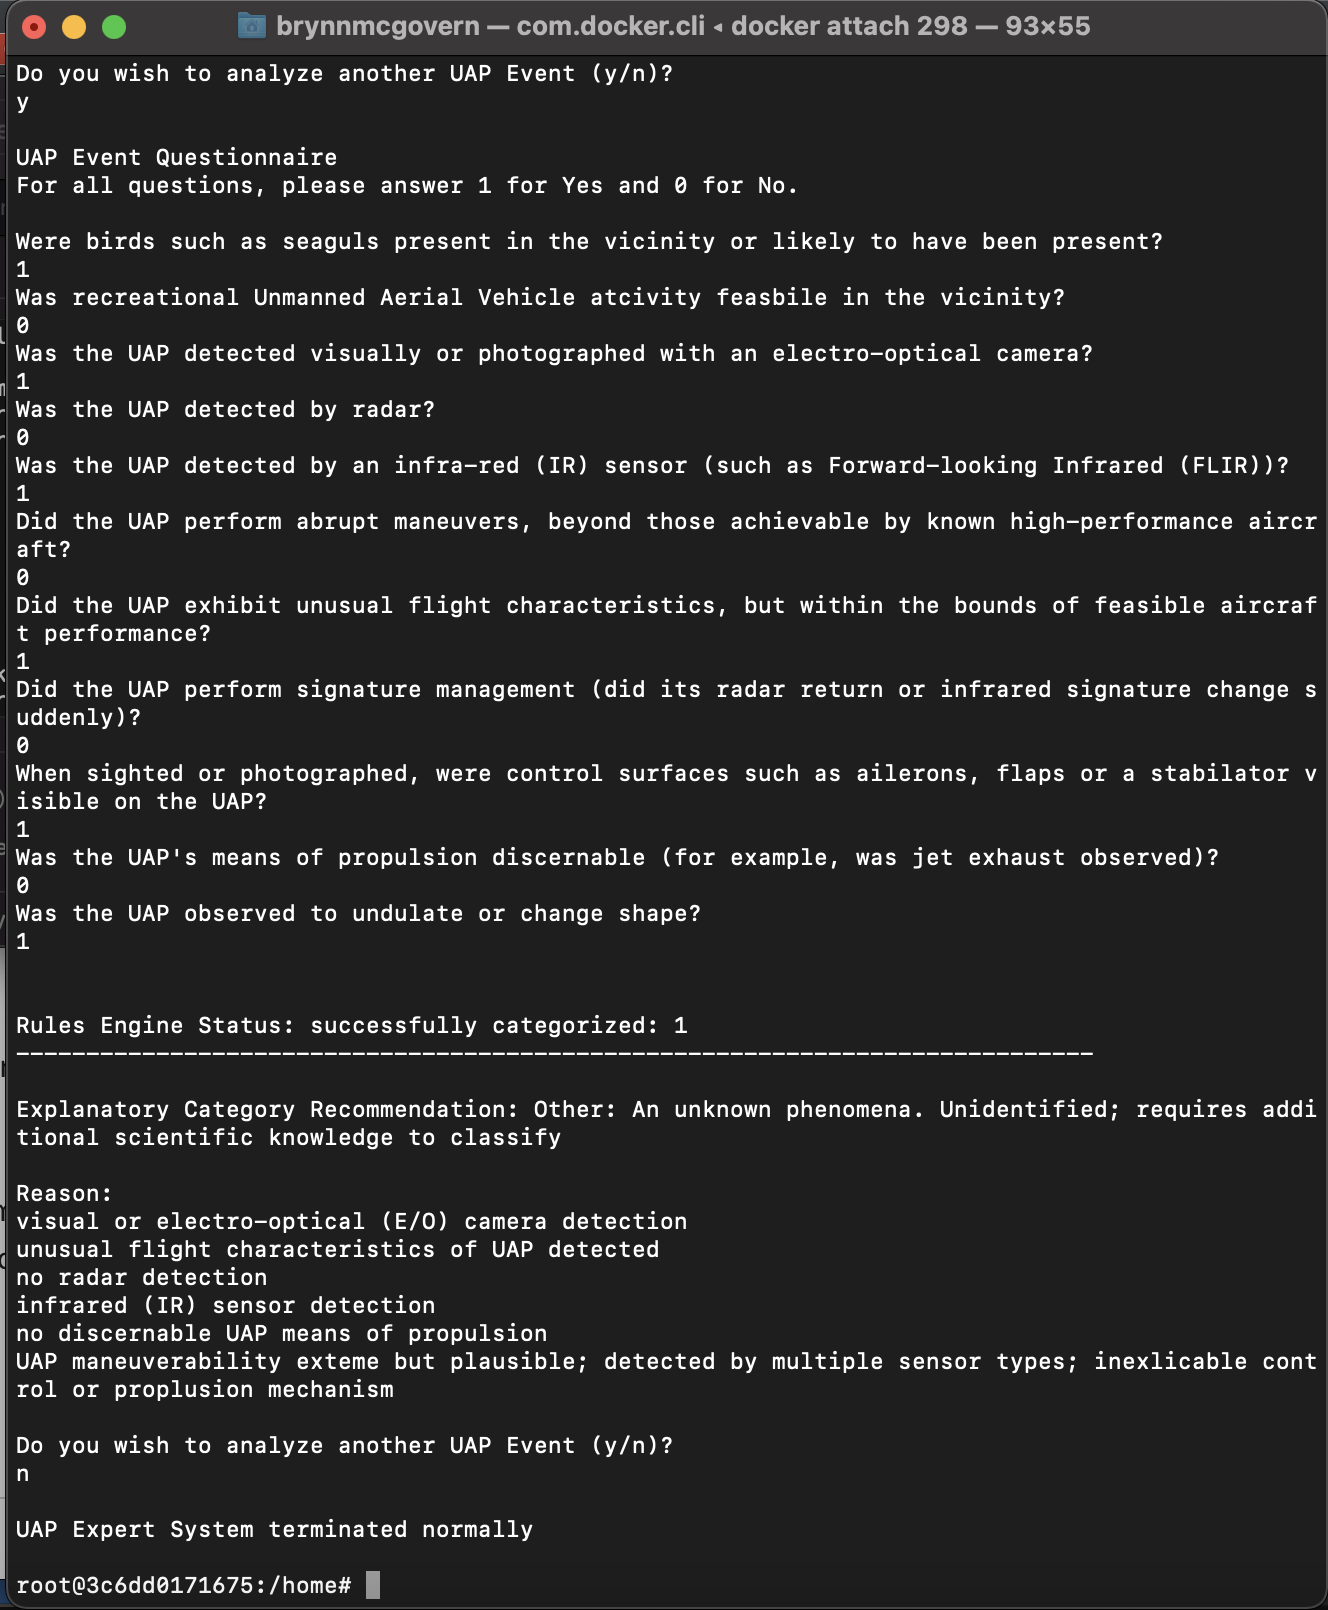 brynnmcgovern — com.docker.cli ◂ docker attach 298 — 93×55
Do you wish to analyze another UAP Event (y/n)?
y
UAP Event Questionnaire
For all questions, please answer 1 for Yes and 0 for No.
Were birds such as seaguls present in the vicinity or likely to have been present?
1
Was recreational Unmanned Aerial Vehicle atcivity feasbile in the vicinity?
0
Was the UAP detected visually or photographed with an electro-optical camera?
1
Was the UAP detected by radar?
0
Was the UAP detected by an infra-red (IR) sensor (such as Forward-looking Infrared (FLIR))?
1
Did the UAP perform abrupt maneuvers, beyond those achievable by known high-performance aircr
aft?
0
Did the UAP exhibit unusual flight characteristics, but within the bounds of feasible aircraf
t performance?
1
Did the UAP perform signature management (did its radar return or infrared signature change s
uddenly)?
0
When sighted or photographed, were control surfaces such as ailerons, flaps or a stabilator v
isible on the UAP?
1
Was the UAP's means of propulsion discernable (for example, was jet exhaust observed)?
0
Was the UAP observed to undulate or change shape?
1
Rules Engine Status: successfully categorized: 1
-----------------------------------------------------------------------------
Explanatory Category Recommendation: Other: An unknown phenomena. Unidentified; requires addi
tional scientific knowledge to classify
Reason:
visual or electro-optical (E/O) camera detection
unusual flight characteristics of UAP detected
no radar detection
infrared (IR) sensor detection
no discernable UAP means of propulsion
UAP maneuverability exteme but plausible; detected by multiple sensor types; inexlicable cont
rol or proplusion mechanism
Do you wish to analyze another UAP Event (y/n)?
n
UAP Expert System terminated normally
root@3c6dd0171675:/home#